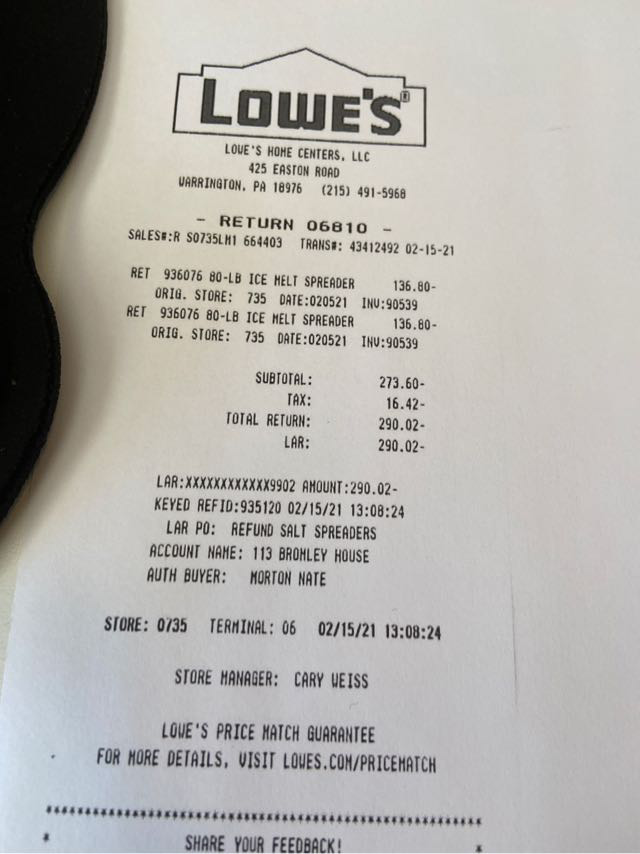 LOWE'S®
LOWE'S HOME CENTERS, LLC
425 EASTON ROAD
WARRINGTON, PA 18976 (215) 491-5968
- RETURN 06810 -
SALES#:R S0735LM1 664403 TRANS#: 43412492 02-15-21
RET 936076 80-LB ICE MELT SPREADER 136.80-
ORIG. STORE: 735 DATE:020521 INV:90539
RET 936076 80-LB ICE MELT SPREADER 136.80-
ORIG. STORE: 735 DATE:020521 INV:90539
SUBTOTAL: 273.60-
TAX: 16.42-
TOTAL RETURN: 290.02-
LAR: 290.02-
LAR:XXXXXXXXXXXX9902 AMOUNT:290.02-
KEYED REFID:935120 02/15/21 13:08:24
LAR PO: REFUND SALT SPREADERS
ACCOUNT NAME: 113 BROMLEY HOUSE
AUTH BUYER: MORTON NATE
STORE: 0735 TERMINAL: 06 02/15/21 13:08:24
STORE MANAGER: CARY WEISS
LOWE'S PRICE MATCH GUARANTEE
FOR MORE DETAILS, VISIT LOWES.COM/PRICEMATCH
****************************************************
* SHARE YOUR FEEDBACK! *